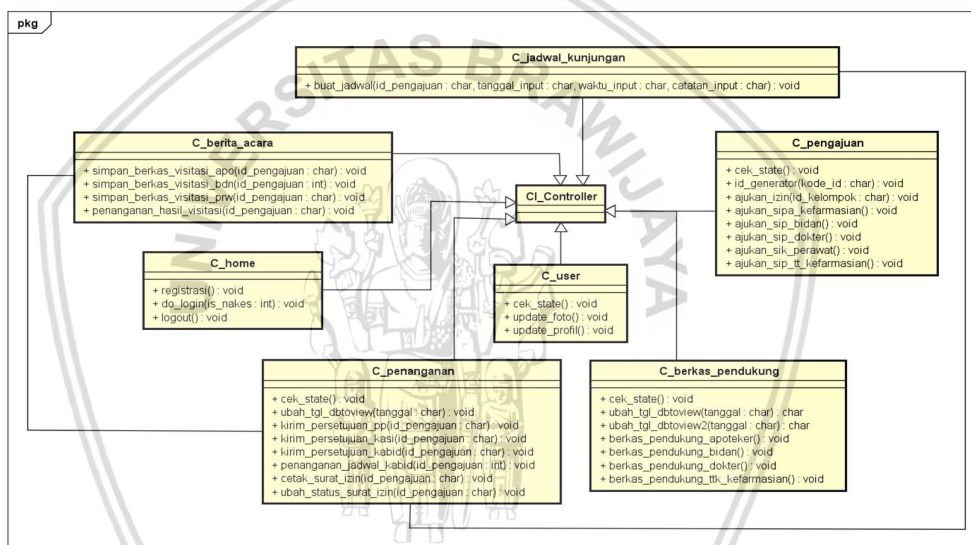 pkg
UNIVERSITAS BRAWIJAYA
C_jadwal_kunjungan
+ buat_jadwal(id_pengajuan : char, tanggal_input : char, waktu_input : char, catatan_input : char) : void
C_berita_acara
+ simpan_berkas_visitasi_apo(id_pengajuan : char) : void
+ simpan_berkas_visitasi_bdn(id_pengajuan : int) : void
+ simpan_berkas_visitasi_prw(id_pengajuan : char) : void
+ penanganan_hasil_visitasi(id_pengajuan : char) : void
CI_Controller
C_pengajuan
+ cek_state() : void
+ id_generator(kode_id : char) : void
+ ajukan_izin(id_kelompok : char) : void
+ ajukan_sipa_kefarmasian() : void
+ ajukan_sip_bidan() : void
+ ajukan_sip_dokter() : void
+ ajukan_sik_perawat() : void
+ ajukan_sip_tt_kefarmasian() : void
C_home
+ registrasi() : void
+ do_login(is_nakes : int) : void
+ logout() : void
C_user
+ cek_state() : void
+ update_foto() : void
+ update_profil() : void
C_penanganan
+ cek_state() : void
+ ubah_tgl_dbtoview(tanggal : char) : void
+ kirim_persetujuan_pp(id_pengajuan : char) : void
+ kirim_persetujuan_kasi(id_pengajuan : char) : void
+ kirim_persetujuan_kabid(id_pengajuan : char) : void
+ penanganan_jadwal_kabid(id_pengajuan : int) : void
+ cetak_surat_izin(id_pengajuan : char) : void
+ ubah_status_surat_izin(id_pengajuan : char) : void
C_berkas_pendukung
+ cek_state() : void
+ ubah_tgl_dbtoview(tanggal : char) : char
+ ubah_tgl_dbtoview2(tanggal : char) : char
+ berkas_pendukung_apoteker() : void
+ berkas_pendukung_bidan() : void
+ berkas_pendukung_dokter() : void
+ berkas_pendukung_ttk_kefarmasian() : void